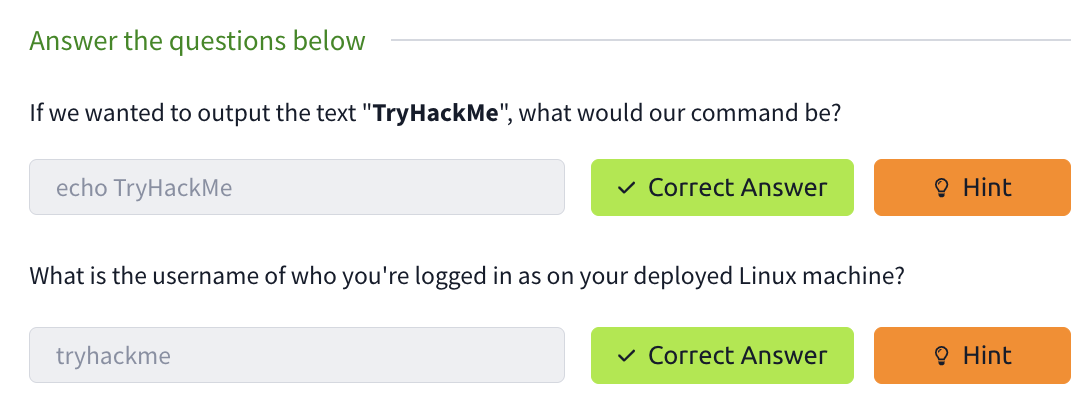 Answer the questions below
If we wanted to output the text "TryHackMe", what would our command be?
echo TryHackMe
Correct Answer
Hint
What is the username of who you're logged in as on your deployed Linux machine?
tryhackme
Correct Answer
Hint